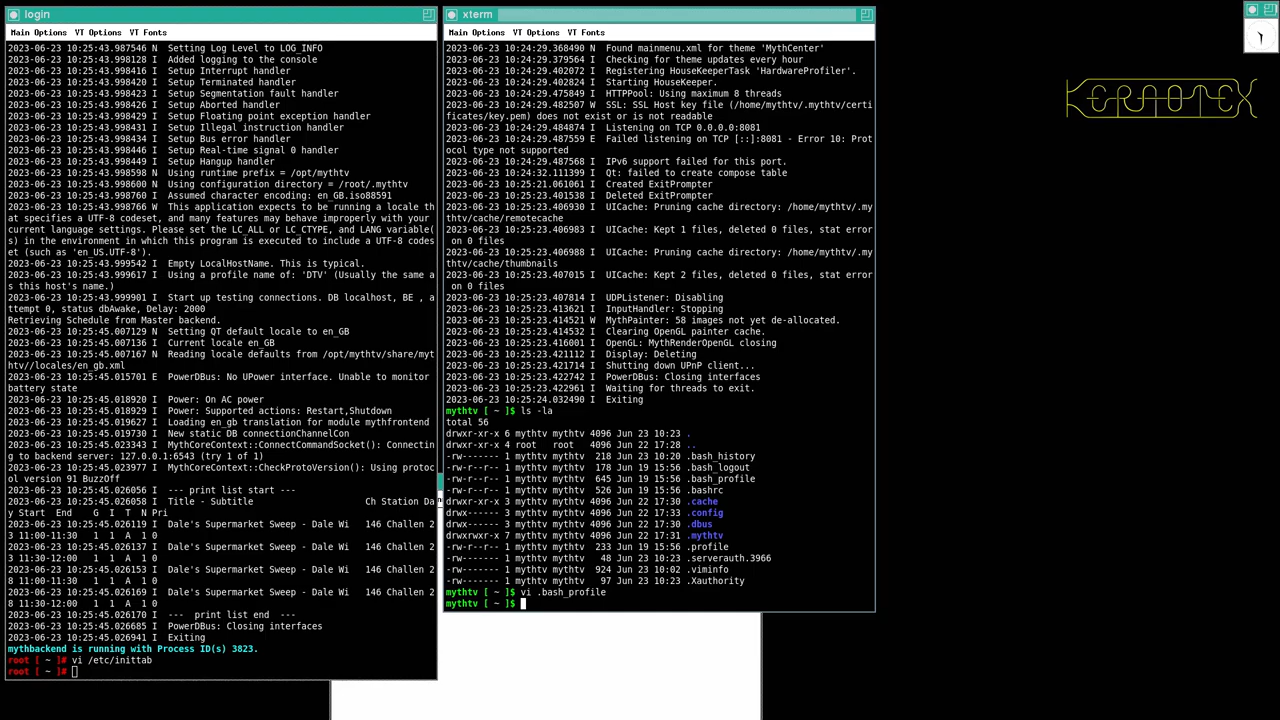 login
Main Options  VT Options  VT Fonts
2023-06-23 10:25:43.987546 N  Setting Log Level to LOG_INFO
2023-06-23 10:25:43.998128 I  Added logging to the console
2023-06-23 10:25:43.998416 I  Setup Interrupt handler
2023-06-23 10:25:43.998420 I  Setup Terminated handler
2023-06-23 10:25:43.998423 I  Setup Segmentation fault handler
2023-06-23 10:25:43.998426 I  Setup Aborted handler
2023-06-23 10:25:43.998429 I  Setup Floating point exception handler
2023-06-23 10:25:43.998431 I  Setup Illegal instruction handler
2023-06-23 10:25:43.998434 I  Setup Bus error handler
2023-06-23 10:25:43.998446 I  Setup Real-time signal 0 handler
2023-06-23 10:25:43.998449 I  Setup Hangup handler
2023-06-23 10:25:43.998598 N  Using runtime prefix = /opt/mythtv
2023-06-23 10:25:43.998600 N  Using configuration directory = /root/.mythtv
2023-06-23 10:25:43.998760 I  Assumed character encoding: en_GB.iso88591
2023-06-23 10:25:43.998766 W  This application expects to be running a locale th
at specifies a UTF-8 codeset, and many features may behave improperly with your
current language settings. Please set the LC_ALL or LC_CTYPE, and LANG variable(
s) in the environment in which this program is executed to include a UTF-8 codes
et (such as 'en_US.UTF-8').
2023-06-23 10:25:43.999542 I  Empty LocalHostName. This is typical.
2023-06-23 10:25:43.999617 I  Using a profile name of: 'DTV' (Usually the same a
s this host's name.)
2023-06-23 10:25:43.999901 I  Start up testing connections. DB localhost, BE , a
ttempt 0, status dbAwake, Delay: 2000
Retrieving Schedule from Master backend.
2023-06-23 10:25:45.007129 N  Setting QT default locale to en_GB
2023-06-23 10:25:45.007136 I  Current locale en_GB
2023-06-23 10:25:45.007167 N  Reading locale defaults from /opt/mythtv/share/myt
htv//locales/en_gb.xml
2023-06-23 10:25:45.015701 E  PowerDBus: No UPower interface. Unable to monitor
battery state
2023-06-23 10:25:45.018920 I  Power: On AC power
2023-06-23 10:25:45.018929 I  Power: Supported actions: Restart,Shutdown
2023-06-23 10:25:45.019627 I  Loading en_gb translation for module mythfrontend
2023-06-23 10:25:45.019730 I  New static DB connectionChannelCon
2023-06-23 10:25:45.023343 I  MythCoreContext::ConnectCommandSocket(): Connectin
g to backend server: 127.0.0.1:6543 (try 1 of 1)
2023-06-23 10:25:45.023977 I  MythCoreContext::CheckProtoVersion(): Using protoc
ol version 91 BuzzOff
2023-06-23 10:25:45.026056 I  --- print list start ---
2023-06-23 10:25:45.026058 I  Title - Subtitle                     Ch Station Da
y Start  End    G  I  T  N Pri
2023-06-23 10:25:45.026119 I  Dale's Supermarket Sweep - Dale Wi   146 Challen 2
3 11:00-11:30   1  1  A  1 0
2023-06-23 10:25:45.026137 I  Dale's Supermarket Sweep - Dale Wi   146 Challen 2
3 11:30-12:00   1  1  A  1 0
2023-06-23 10:25:45.026153 I  Dale's Supermarket Sweep - Dale Wi   146 Challen 2
8 11:00-11:30   1  1  A  1 0
2023-06-23 10:25:45.026169 I  Dale's Supermarket Sweep - Dale Wi   146 Challen 2
8 11:30-12:00   1  1  A  1 0
2023-06-23 10:25:45.026170 I  ---  print list end  ---
2023-06-23 10:25:45.026685 I  PowerDBus: Closing interfaces
2023-06-23 10:25:45.026941 I  Exiting
mythbackend is running with Process ID(s) 3823.
root [ ~ ]# vi /etc/inittab
root [ ~ ]#
xterm
Main Options  VT Options  VT Fonts
2023-06-23 10:24:29.368490 N  Found mainmenu.xml for theme 'MythCenter'
2023-06-23 10:24:29.379564 I  Checking for theme updates every hour
2023-06-23 10:24:29.402072 I  Registering HouseKeeperTask 'HardwareProfiler'.
2023-06-23 10:24:29.402824 I  Starting HouseKeeper.
2023-06-23 10:24:29.475849 I  HTTPPool: Using maximum 8 threads
2023-06-23 10:24:29.482507 W  SSL: SSL Host key file (/home/mythtv/.mythtv/certi
ficates/key.pem) does not exist or is not readable
2023-06-23 10:24:29.484874 I  Listening on TCP 0.0.0.0:8081
2023-06-23 10:24:29.487559 E  Failed listening on TCP [::]:8081 - Error 10: Prot
ocol type not supported
2023-06-23 10:24:29.487568 I  IPv6 support failed for this port.
2023-06-23 10:24:32.111399 I  Qt: failed to create compose table
2023-06-23 10:25:21.061061 I  Created ExitPrompter
2023-06-23 10:25:23.401538 I  Deleted ExitPrompter
2023-06-23 10:25:23.406930 I  UICache: Pruning cache directory: /home/mythtv/.my
thtv/cache/remotecache
2023-06-23 10:25:23.406983 I  UICache: Kept 1 files, deleted 0 files, stat error
 on 0 files
2023-06-23 10:25:23.406988 I  UICache: Pruning cache directory: /home/mythtv/.my
thtv/cache/thumbnails
2023-06-23 10:25:23.407015 I  UICache: Kept 2 files, deleted 0 files, stat error
 on 0 files
2023-06-23 10:25:23.407814 I  UDPListener: Disabling
2023-06-23 10:25:23.413621 I  InputHandler: Stopping
2023-06-23 10:25:23.414521 W  MythPainter: 58 images not yet de-allocated.
2023-06-23 10:25:23.414532 I  Clearing OpenGL painter cache.
2023-06-23 10:25:23.416001 I  OpenGL: MythRenderOpenGL closing
2023-06-23 10:25:23.421112 I  Display: Deleting
2023-06-23 10:25:23.421714 I  Shutting down UPnP client...
2023-06-23 10:25:23.422742 I  PowerDBus: Closing interfaces
2023-06-23 10:25:23.422961 I  Waiting for threads to exit.
2023-06-23 10:25:24.032490 I  Exiting
mythtv [ ~ ]$ ls -la
total 56
drwxr-xr-x 6 mythtv mythtv 4096 Jun 23 10:23 .
drwxr-xr-x 4 root   root   4096 Jun 22 17:28 ..
-rw------- 1 mythtv mythtv  218 Jun 23 10:20 .bash_history
-rw-r--r-- 1 mythtv mythtv  178 Jun 19 15:56 .bash_logout
-rw-r--r-- 1 mythtv mythtv  645 Jun 19 15:56 .bash_profile
-rw-r--r-- 1 mythtv mythtv  526 Jun 19 15:56 .bashrc
drwxr-xr-x 3 mythtv mythtv 4096 Jun 22 17:30 .cache
drwx------ 3 mythtv mythtv 4096 Jun 22 17:33 .config
drwx------ 3 mythtv mythtv 4096 Jun 22 17:30 .dbus
drwxrwxr-x 7 mythtv mythtv 4096 Jun 22 17:31 .mythtv
-rw-r--r-- 1 mythtv mythtv  233 Jun 19 15:56 .profile
-rw------- 1 mythtv mythtv   48 Jun 23 10:23 .serverauth.3966
-rw------- 1 mythtv mythtv  924 Jun 23 10:02 .viminfo
-rw------- 1 mythtv mythtv   97 Jun 23 10:23 .Xauthority
mythtv [ ~ ]$ vi .bash_profile
mythtv [ ~ ]$